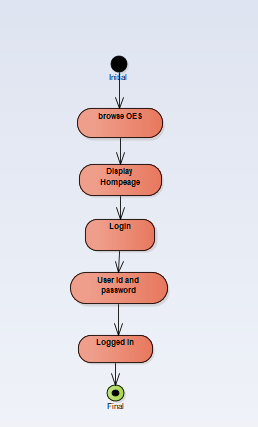 Initial
browse OES
Display
Hompeage
Login
User id and
password
Logged in
Final